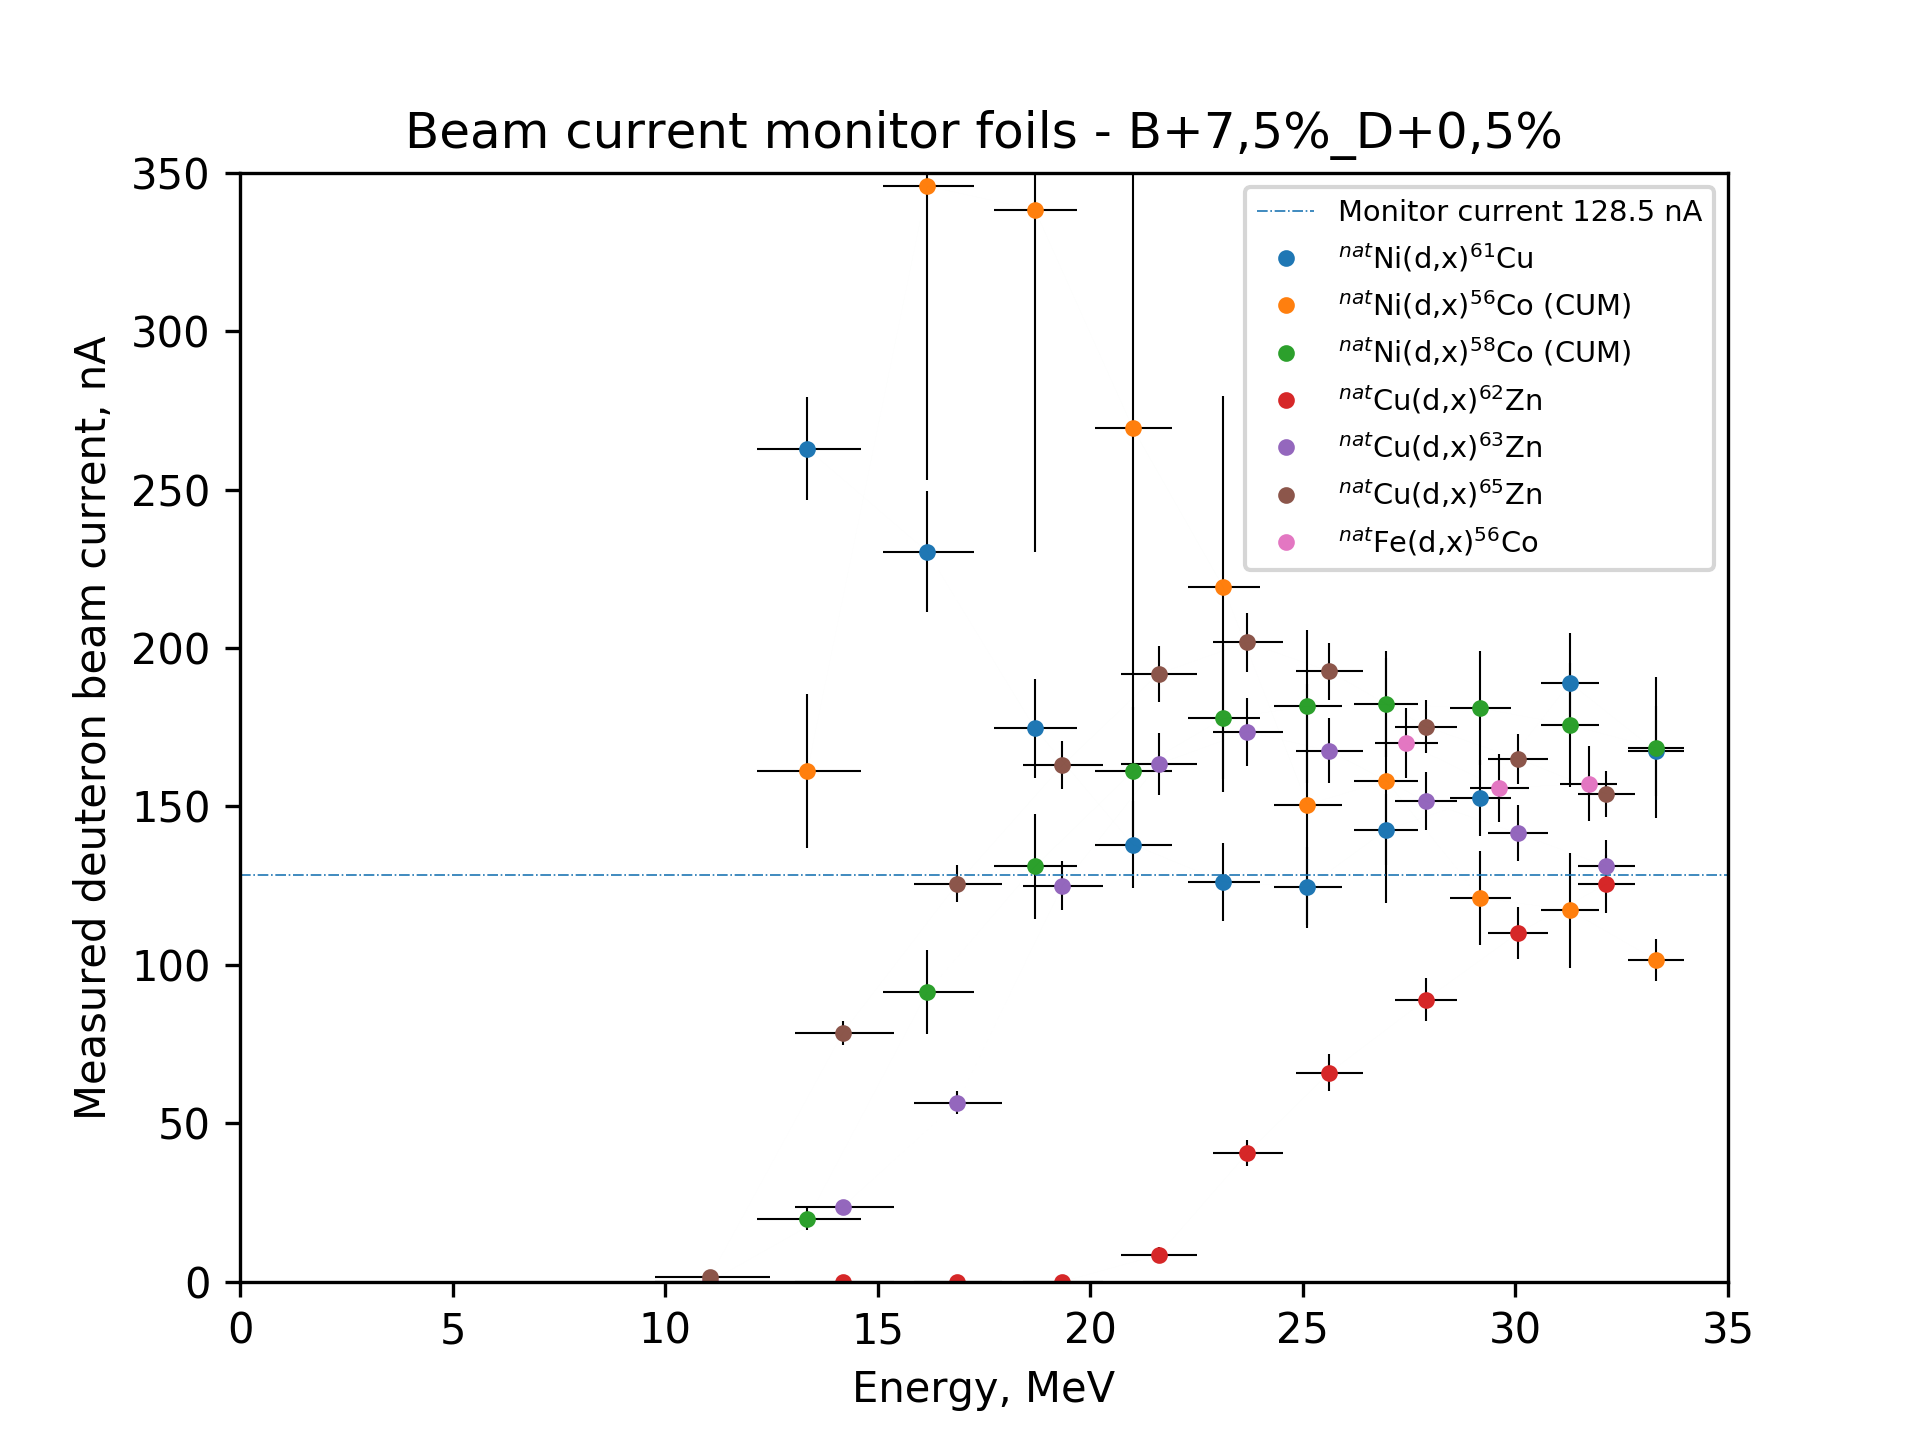 Beam current monitor foils - B+7,5%_D+0,5%
350
300
250
200
150
100
50
0
Measured deuteron beam current, nA
Monitor current 128.5 nA
natNi(d,x)61Cu
natNi(d,x)56Co (CUM)
natNi(d,x)58Co (CUM)
natCu(d,x)62Zn
natCu(d,x)63Zn
natCu(d,x)65Zn
natFe(d,x)56Co
0 5 10 15 20 25 30 35
Energy, MeV